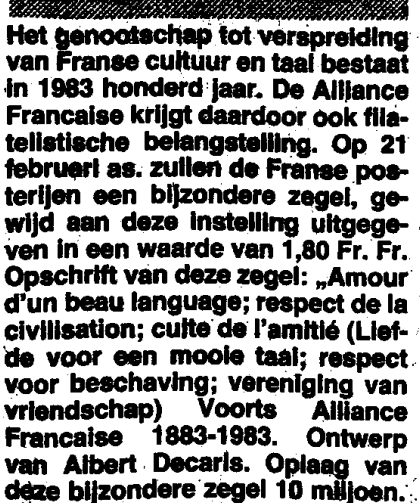 Het genootschap tot verspreiding
van Franse cultuur en taal bestaat
in 1983 honderd jaar. De Alliance
Francaise krijgt daardoor ook fila-
telistische belangstelling. Op 21
februari as. zullen de Franse pos-
terijen een bijzondere zegel, ge-
wijd aan deze instelling uitgege-
ven in een waarde van 1,80 Fr. Fr.
Opschrift van deze zegel: „Amour
d'un beau language; respect de la
civilisation; culte de l'amitié (Lief-
de voor een mooie taal; respect
voor beschaving; vereniging van
vriendschap) Voorts Alliance
Francaise 1883-1983. Ontwerp
van Albert Decaris. Oplaag van
deze bijzondere zegel 10 miljoen.